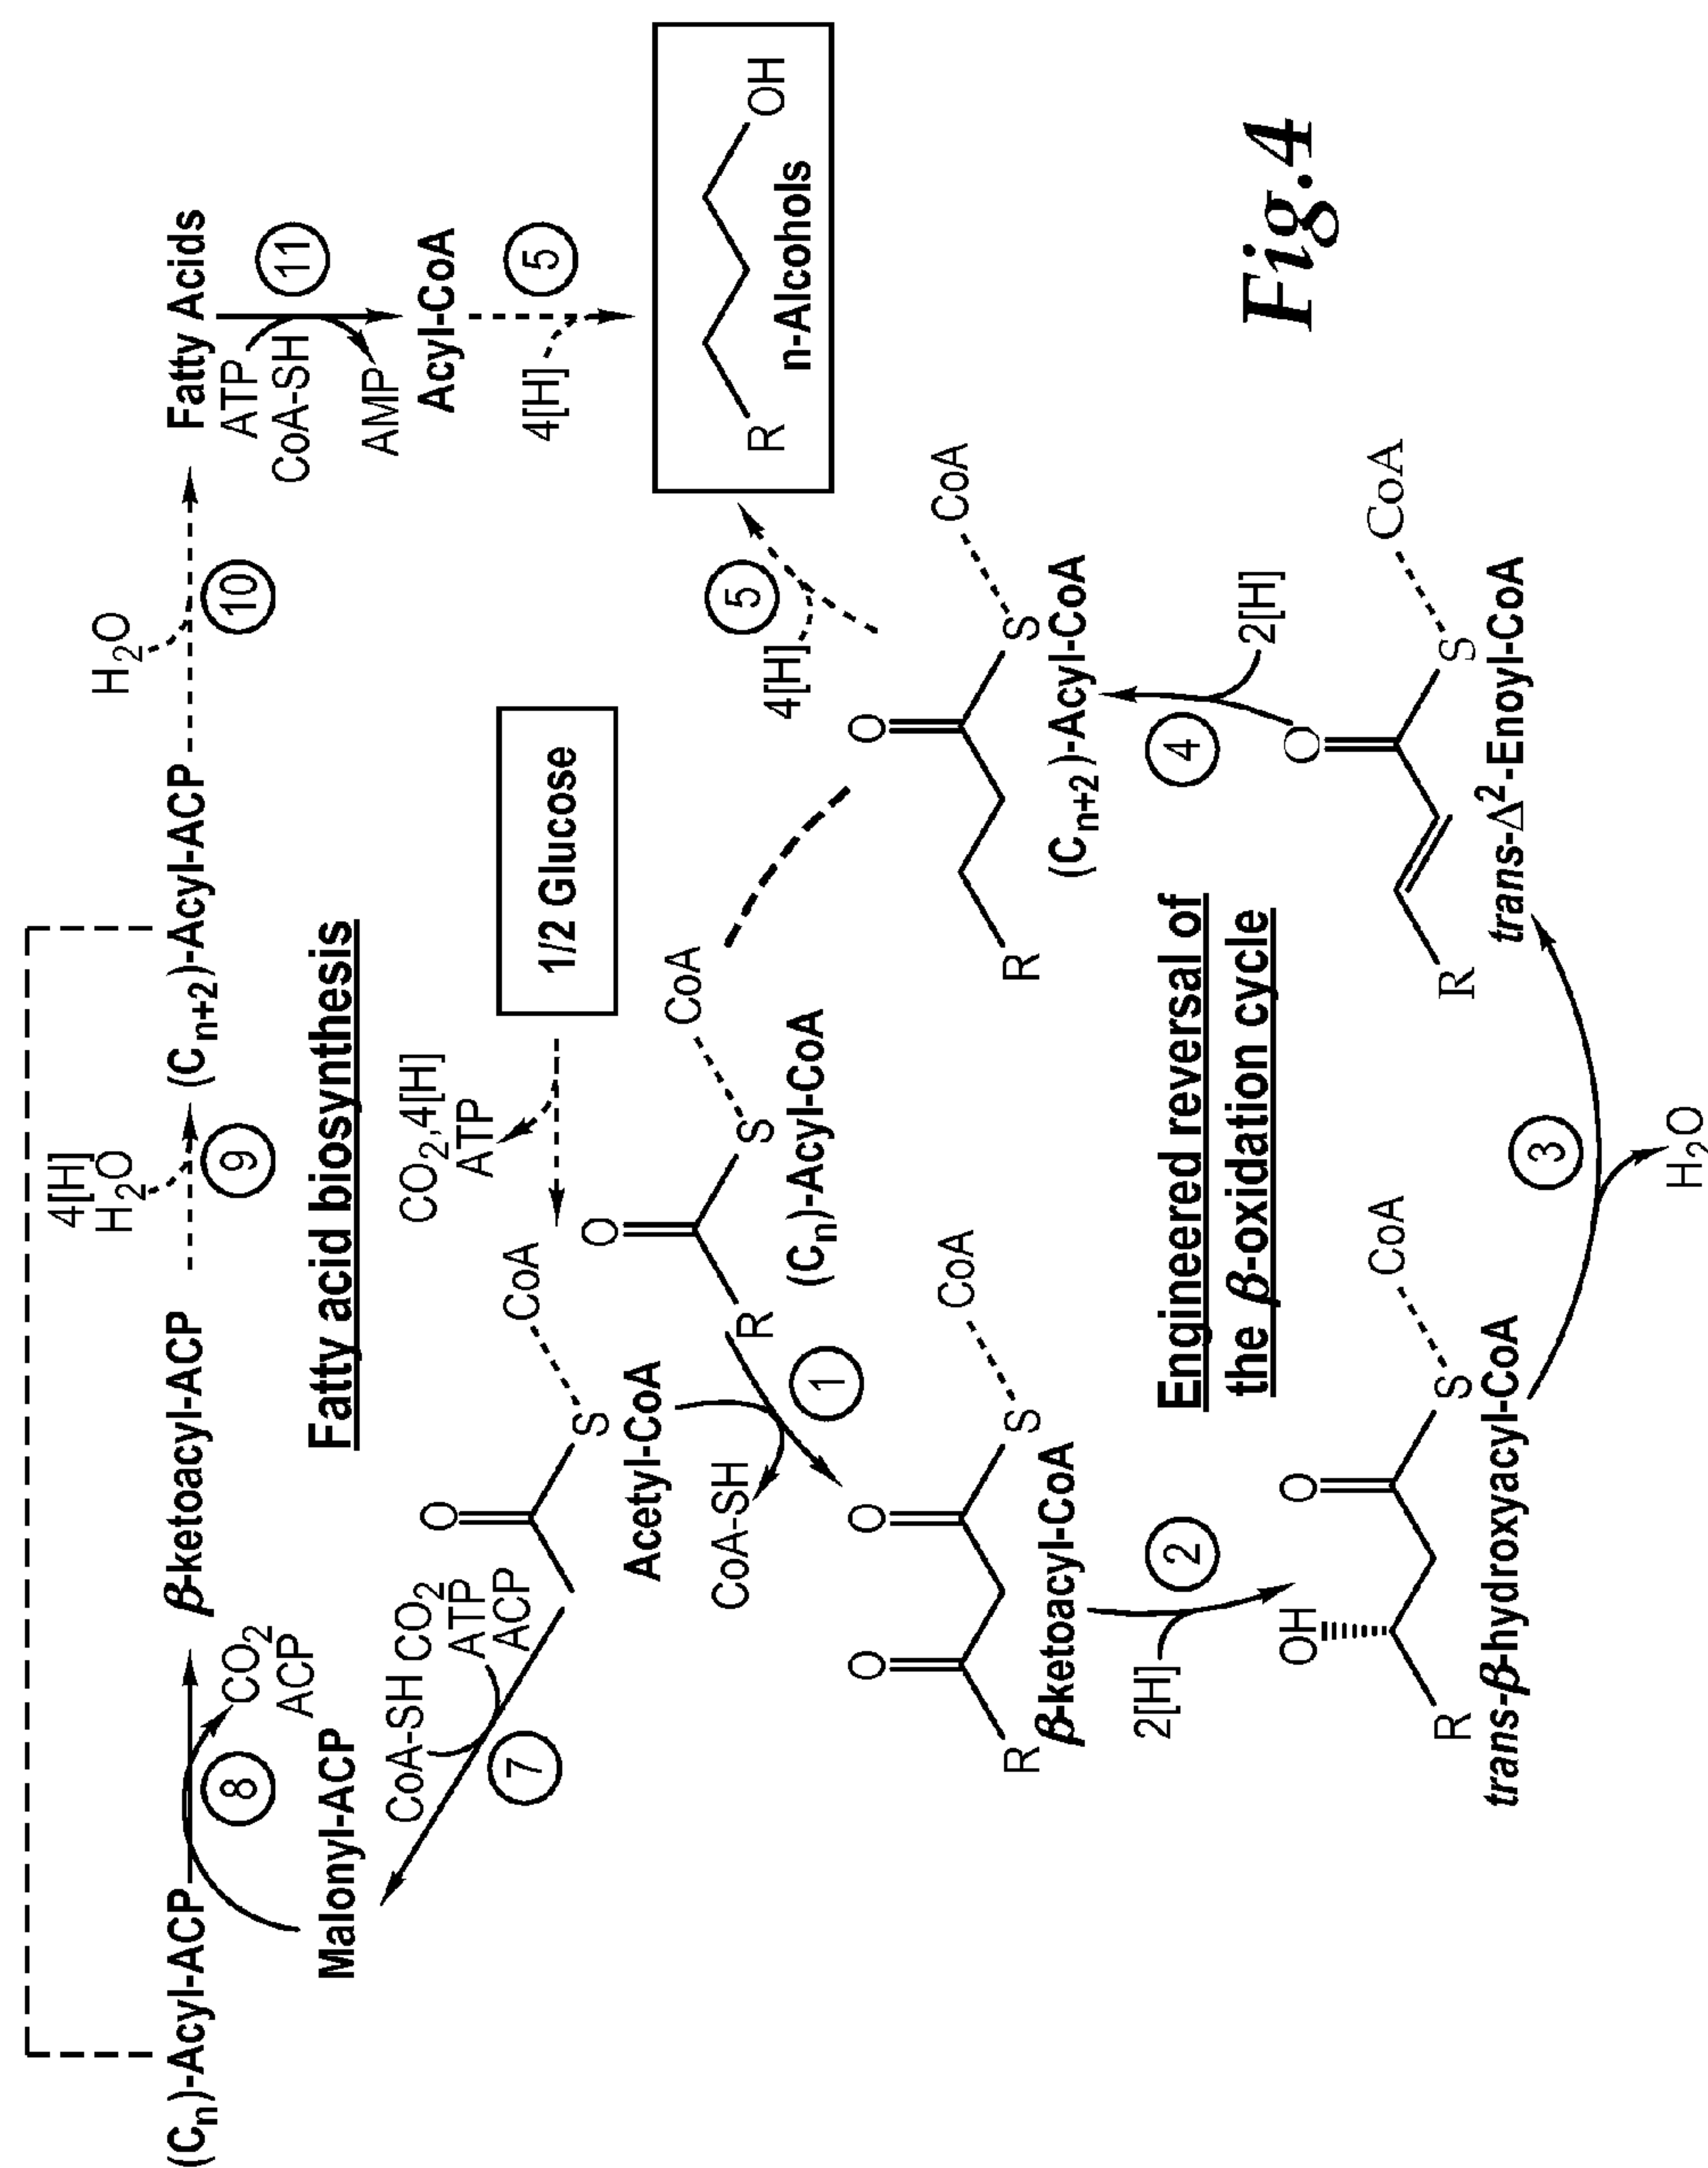 4[H]
H2O
H2O
(Cn)-Acyl-ACP
β-ketoacyl-ACP
(Cn+2)-Acyl-ACP
Fatty Acids
8
CO2
ACP
9
10
ATP
CoA-SH
11
AMP
Malonyl-ACP
Fatty acid biosynthesis
Acyl-CoA
CoA-SH CO2
ATP
ACP
7
O
S
CoA
Acetyl-CoA
CO2,4[H]
ATP
1/2 Glucose
4[H]
5
R
OH
n-Alcohols
CoA-SH
1
O
R
S
CoA
(Cn)-Acyl-CoA
4[H]
5
O
O
R
S
CoA
β-ketoacyl-CoA
O
R
S
CoA
(Cn+2)-Acyl-CoA
2[H]
2
Engineered reversal of
the β-oxidation cycle
4
2[H]
Fig.4
OH
O
R
S
CoA
trans-β-hydroxyacyl-CoA
O
R
S
CoA
trans-Δ2-Enoyl-CoA
3
H2O